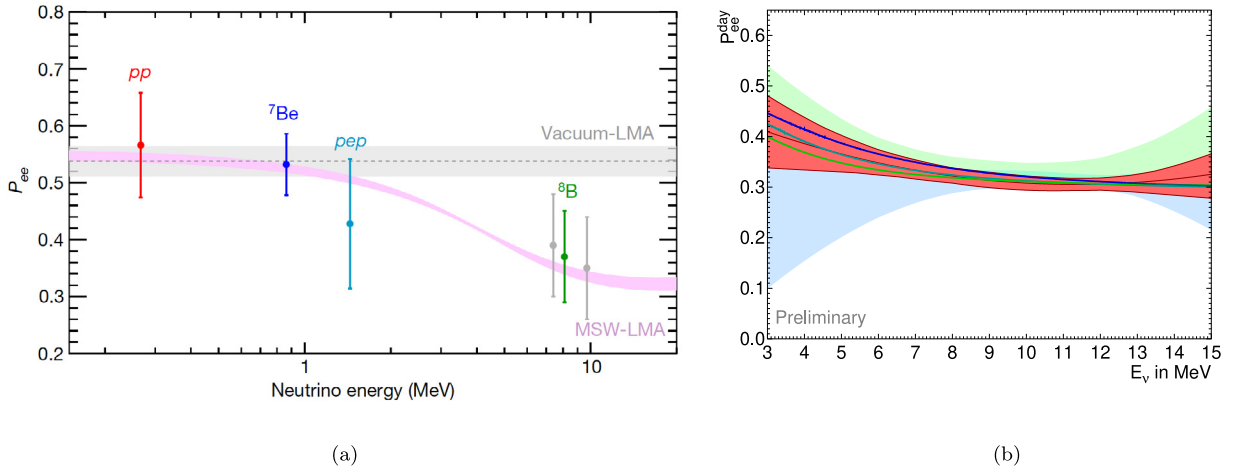 0.8
0.7
0.6
0.5
0.4
0.3
0.2
P_ee
pp
⁷Be
pep
⁸B
Vacuum-LMA
MSW-LMA
1
10
Neutrino energy (MeV)
(a)
P_ee^day
0.6
0.5
0.4
0.3
0.2
0.1
0.0
Preliminary
3 4 5 6 7 8 9 10 11 12 13 14 15
E_ν in MeV
(b)